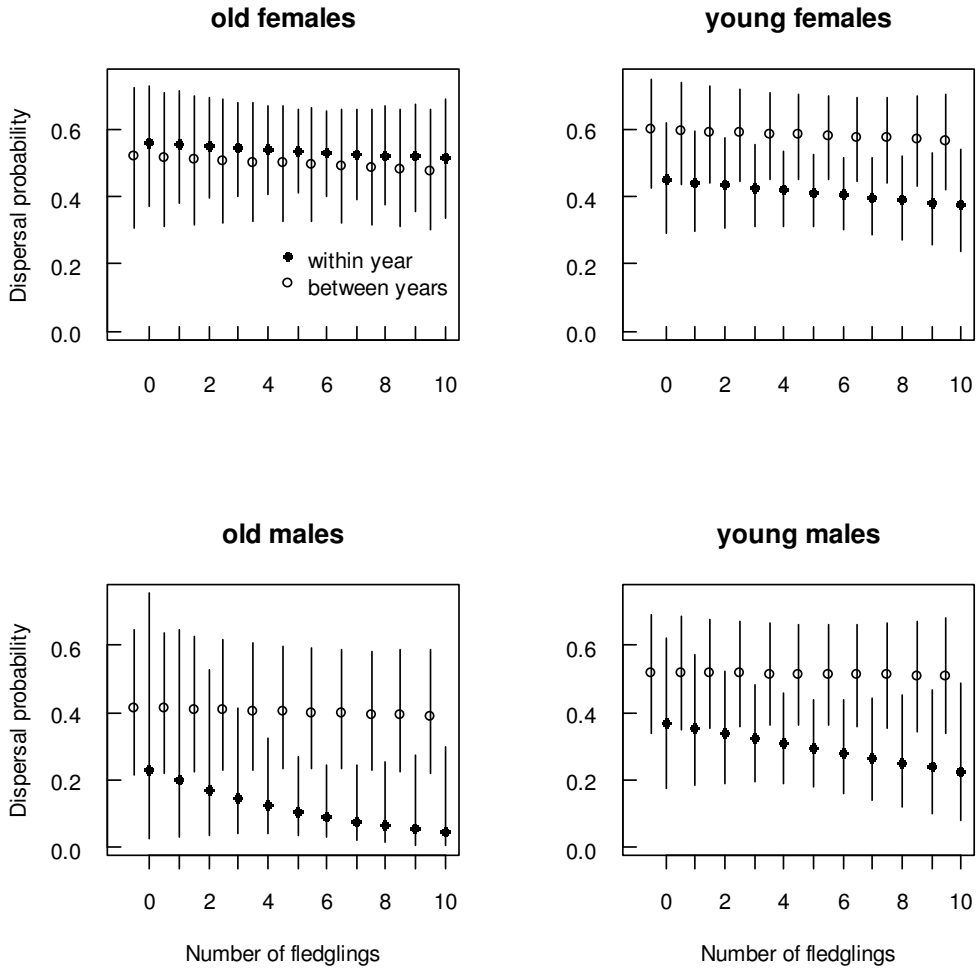 old females
young females
Dispersal probability
0.6
0.4
0.2
0.0
within year
between years
0 2 4 6 8 10
0.6
0.4
0.2
0.0
0 2 4 6 8 10
old males
young males
Dispersal probability
0.6
0.4
0.2
0.0
0 2 4 6 8 10
Number of fledglings
0.6
0.4
0.2
0.0
0 2 4 6 8 10
Number of fledglings